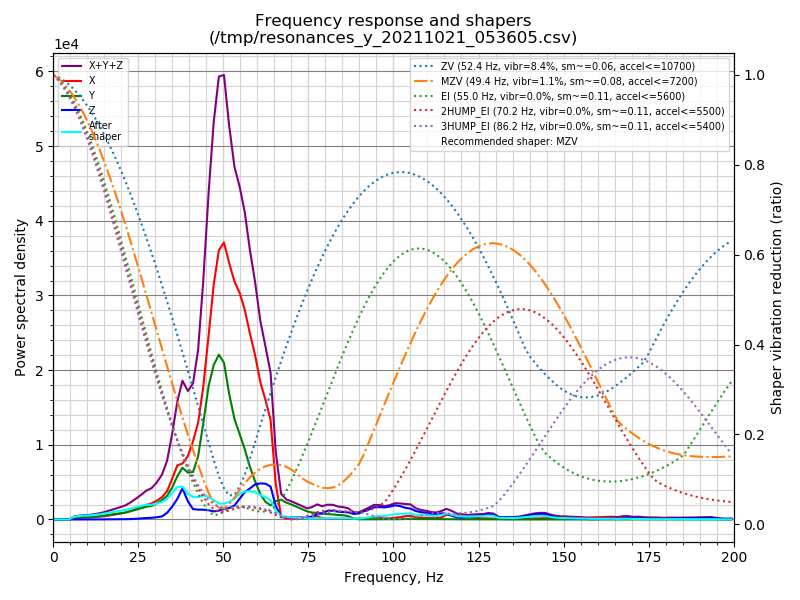 Frequency response and shapers
(/tmp/resonances_y_20211021_053605.csv)
1e4
X+Y+Z
X
Y
Z
After
shaper
ZV (52.4 Hz, vibr=8.4%, sm~=0.06, accel<=10700)
MZV (49.4 Hz, vibr=1.1%, sm~=0.08, accel<=7200)
EI (55.0 Hz, vibr=0.0%, sm~=0.11, accel<=5600)
2HUMP_EI (70.2 Hz, vibr=0.0%, sm~=0.11, accel<=5500)
3HUMP_EI (86.2 Hz, vibr=0.0%, sm~=0.11, accel<=5400)
Recommended shaper: MZV
Power spectral density
6
5
4
3
2
1
0
Shaper vibration reduction (ratio)
1.0
0.8
0.6
0.4
0.2
0.0
0 25 50 75 100 125 150 175 200
Frequency, Hz